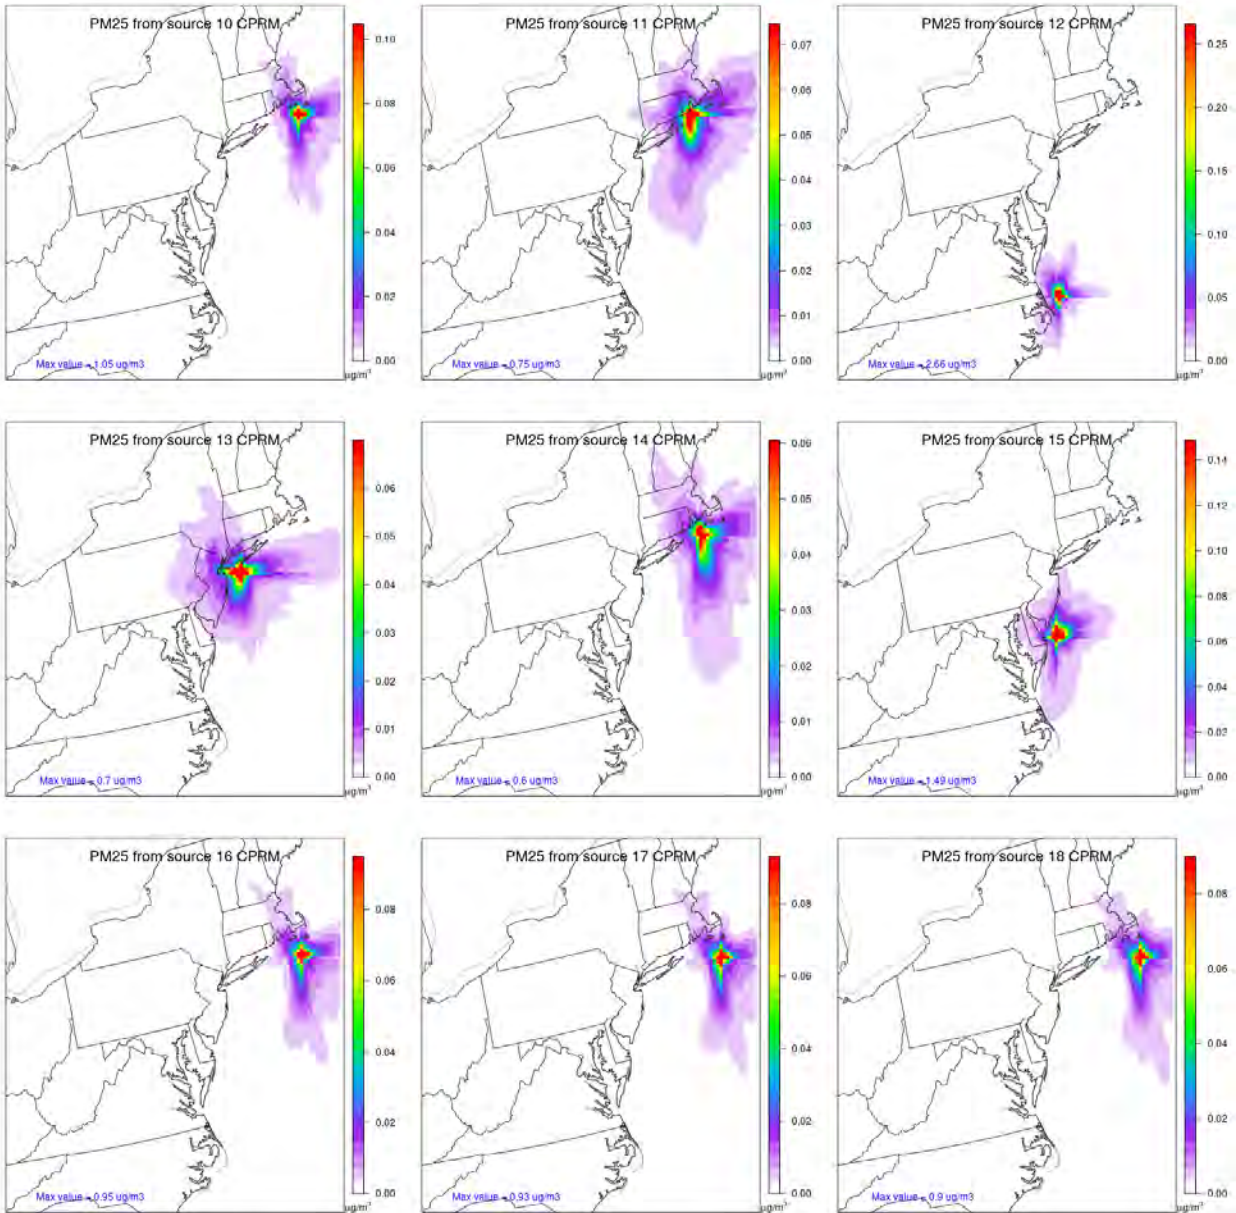 PM25 from source 10 CPRM
0.10
0.08
0.06
0.04
0.02
0.00
Max value = 1.05 ug/m3
µg/m³
PM25 from source 11 CPRM
0.07
0.06
0.05
0.04
0.03
0.02
0.01
0.00
Max value = 0.75 ug/m3
µg/m³
PM25 from source 12 CPRM
0.25
0.20
0.15
0.10
0.05
0.00
Max value = 2.66 ug/m3
µg/m³
PM25 from source 13 CPRM
0.06
0.05
0.04
0.03
0.02
0.01
0.00
Max value = 0.7 ug/m3
µg/m³
PM25 from source 14 CPRM
0.06
0.05
0.04
0.03
0.02
0.01
0.00
Max value = 0.6 ug/m3
µg/m³
PM25 from source 15 CPRM
0.14
0.12
0.10
0.08
0.06
0.04
0.02
0.00
Max value = 1.49 ug/m3
µg/m³
PM25 from source 16 CPRM
0.08
0.06
0.04
0.02
0.00
Max value = 0.95 ug/m3
µg/m³
PM25 from source 17 CPRM
0.08
0.06
0.04
0.02
0.00
Max value = 0.93 ug/m3
µg/m³
PM25 from source 18 CPRM
0.08
0.06
0.04
0.02
0.00
Max value = 0.9 ug/m3
µg/m³